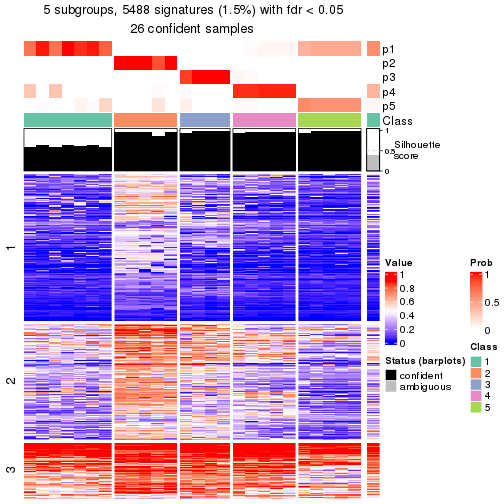 5 subgroups, 5488 signatures (1.5%) with fdr < 0.05
26 confident samples
p1
p2
p3
p4
p5
Class
1
0.5
0
Silhouette
score
1
2
3
Value
1
0.8
0.6
0.4
0.2
0
Prob
1
0.5
0
Status (barplots)
confident
ambiguous
Class
1
2
3
4
5